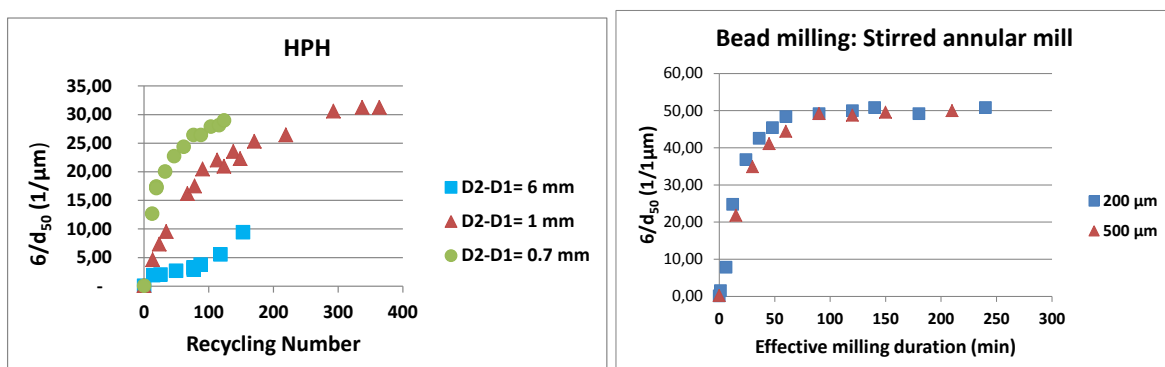 HPH
6/d50 (1/µm)
35,00
30,00
25,00
20,00
15,00
10,00
5,00
-
0
100
200
300
400
Recycling Number
D2-D1= 6 mm
D2-D1= 1 mm
D2-D1= 0.7 mm
Bead milling: Stirred annular mill
6/d50 (1/1µm)
60,00
50,00
40,00
30,00
20,00
10,00
0,00
0
50
100
150
200
250
300
Effective milling duration (min)
200 µm
500 µm